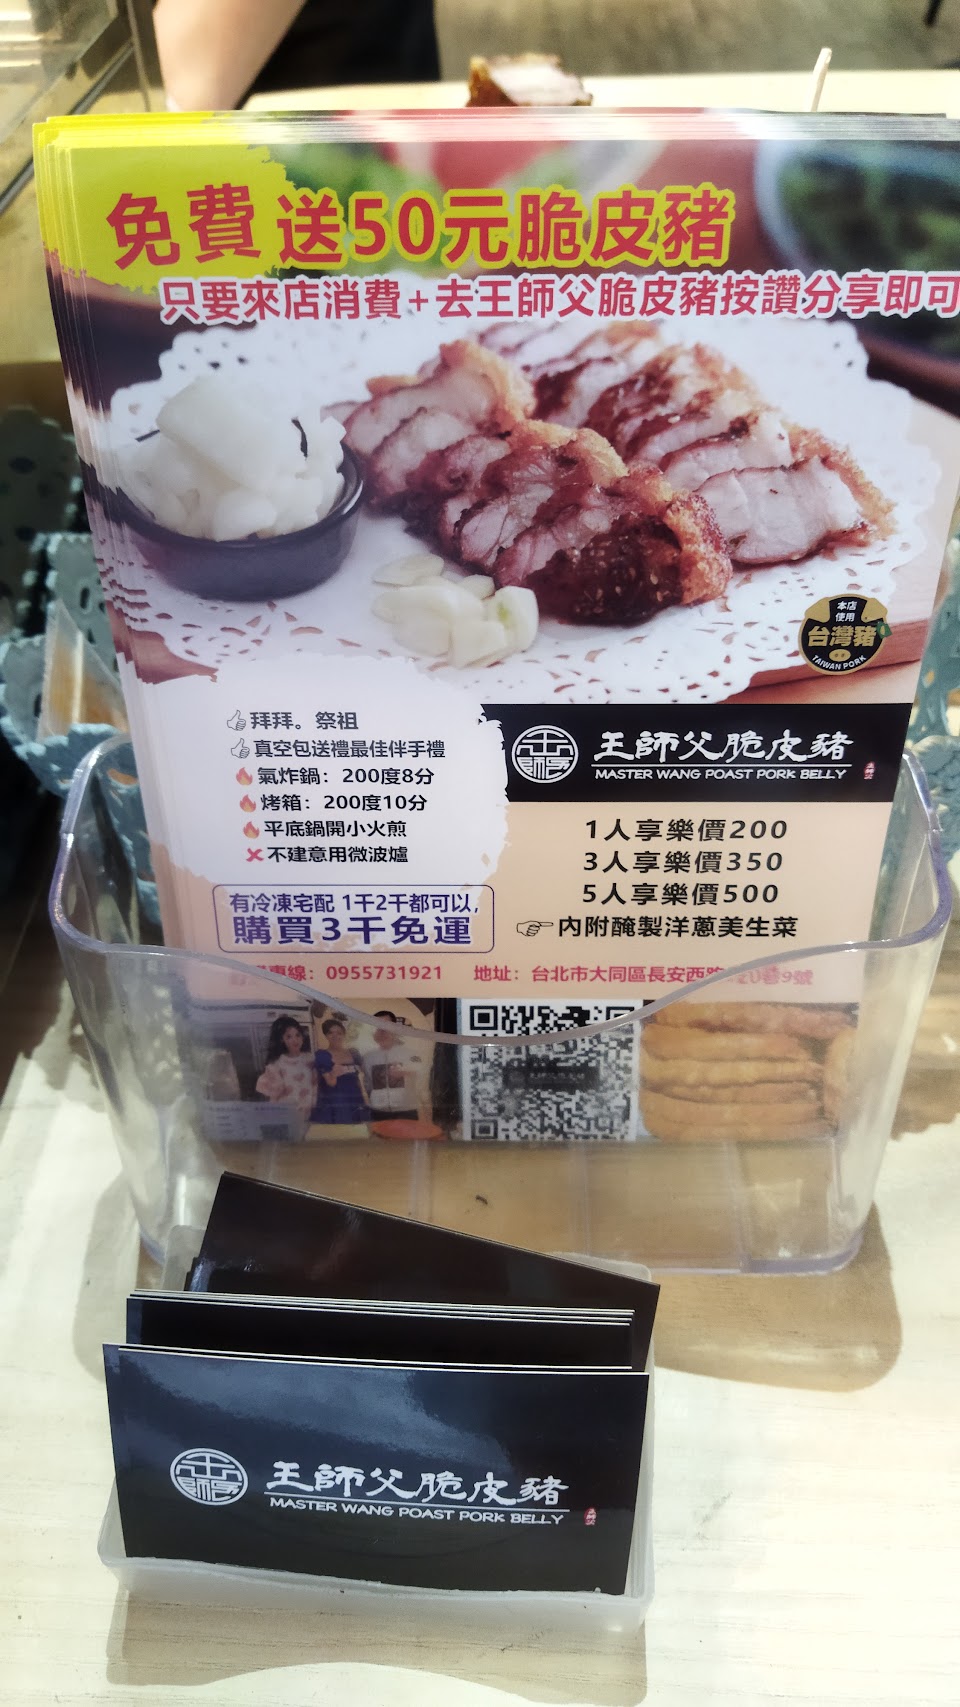 免費 送50元脆皮豬
只要來店消費+去王師父脆皮豬按讚分享即可
本店
使用
台灣豬
TAIWAN PORK
拜拜。祭祖
真空包送禮最佳伴手禮
氣炸鍋：200度8分
烤箱：200度10分
平底鍋開小火煎
不建意用微波爐
有冷凍宅配 1千2千都可以，
購買3千免運
王師父脆皮豬
MASTER WANG POAST PORK BELLY
1人享樂價200
3人享樂價350
5人享樂價500
內附醃製洋蔥美生菜
專線：0955731921 地址：台北市大同區長安西路 巷9號
王師父脆皮豬
MASTER WANG POAST PORK BELLY